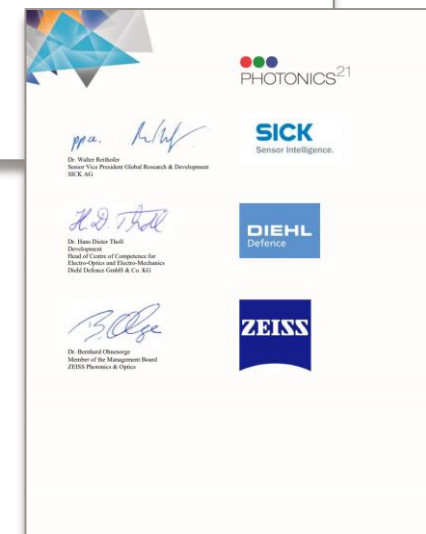 PHOTONICS21
ppa.
SICK
Sensor Intelligence.
Dr. Walter Reithofer
Senior Vice President Global Research & Development
SICK AG
H.D. Tholl
DIEHL
Defence
Dr. Hans Dieter Tholl
Development
Head of Centre of Competence for
Electro-Optics and Electro-Mechanics
Diehl Defence GmbH & Co. KG
ZEISS
Dr. Bernhard Ohnesorge
Member of the Management Board
ZEISS Photonics & Optics